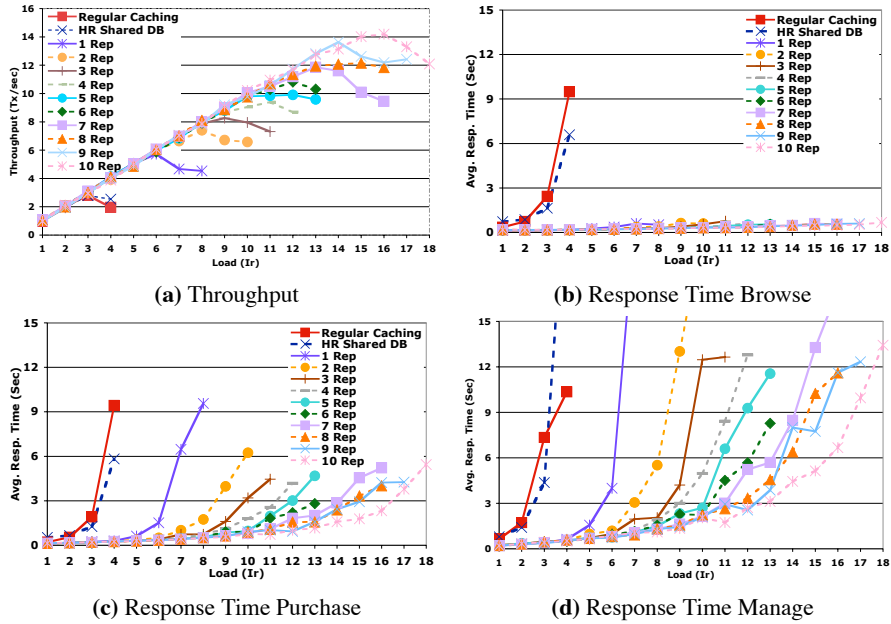 Throughput (Tx/sec)
18
16
14
12
10
8
6
4
2
0
Regular Caching
HR Shared DB
1 Rep
2 Rep
3 Rep
4 Rep
5 Rep
6 Rep
7 Rep
8 Rep
9 Rep
10 Rep
1 2 3 4 5 6 7 8 9 10 11 12 13 14 15 16 17 18
Load (Ir)
(a) Throughput
Avg. Resp. Time (Sec)
15
12
9
6
3
0
Regular Caching
HR Shared DB
1 Rep
2 Rep
3 Rep
4 Rep
5 Rep
6 Rep
7 Rep
8 Rep
9 Rep
10 Rep
1 2 3 4 5 6 7 8 9 10 11 12 13 14 15 16 17 18
Load (Ir)
(b) Response Time Browse
Avg. Resp. Time (Sec)
15
12
9
6
3
0
Regular Caching
HR Shared DB
1 Rep
2 Rep
3 Rep
4 Rep
5 Rep
6 Rep
7 Rep
8 Rep
9 Rep
10 Rep
1 2 3 4 5 6 7 8 9 10 11 12 13 14 15 16 17 18
Load (Ir)
(c) Response Time Purchase
Avg. Resp. Time (Sec)
15
12
9
6
3
0
1 2 3 4 5 6 7 8 9 10 11 12 13 14 15 16 17 18
Load (Ir)
(d) Response Time Manage